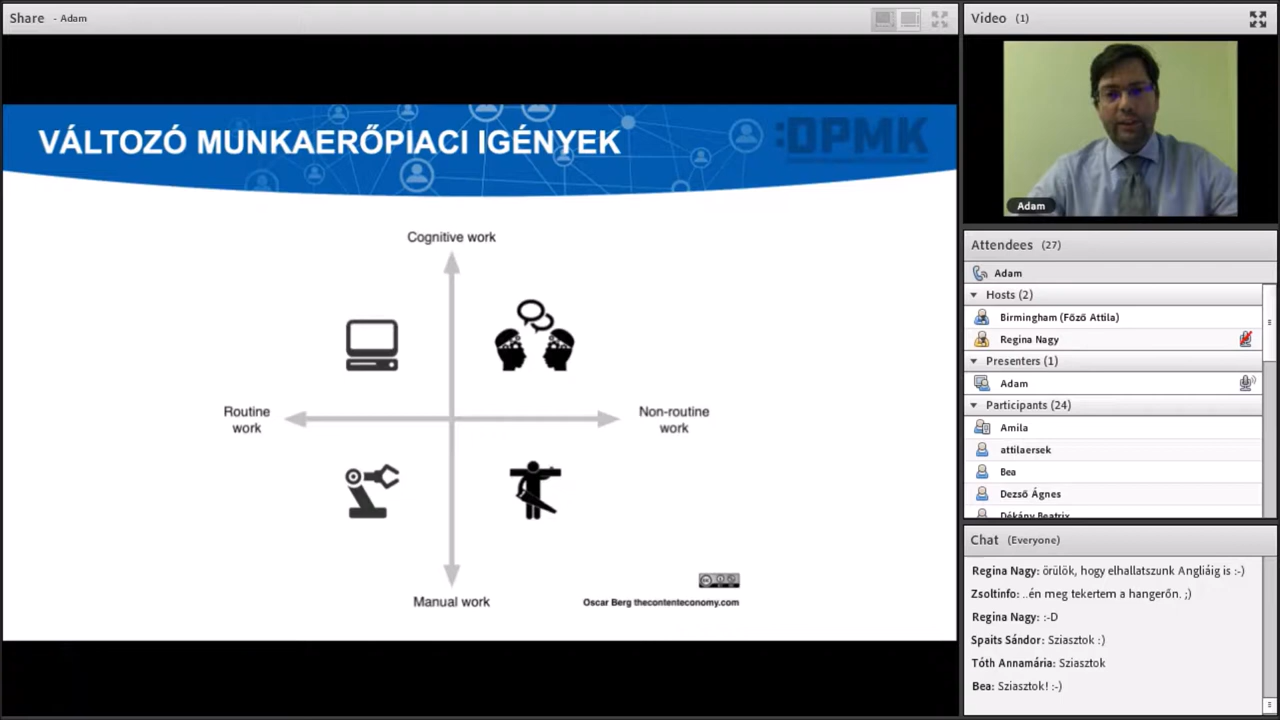 Share - Adam
VÁLTOZÓ MUNKAERŐPIACI IGÉNYEK
:DPMK
Cognitive work
Routine
work
Non-routine
work
Manual work
Oscar Berg thecontenteconomy.com
Video (1)
Adam
Attendees (27)
Adam
Hosts (2)
Birmingham (Főző Attila)
Regina Nagy
Presenters (1)
Adam
Participants (24)
Amila
attilaersek
Bea
Dezső Ágnes
Dékány Beatrix
Chat (Everyone)
Regina Nagy: örülök, hogy elhallatszunk Angliáig is :-)
Zsoltinfo: ..én meg tekertem a hangerőn. ;)
Regina Nagy: :-D
Spaits Sándor: Sziasztok :)
Tóth Annamária: Sziasztok
Bea: Sziasztok! :-)